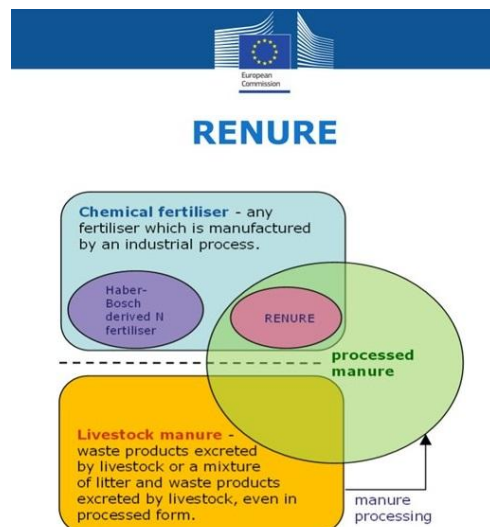 European
Commission
RENURE
Chemical fertiliser - any
fertiliser which is manufactured
by an industrial process.
Haber-
Bosch
derived N
fertiliser
RENURE
processed
manure
Livestock manure -
waste products excreted
by livestock or a mixture
of litter and waste products
excreted by livestock, even in
processed form.
manure
processing